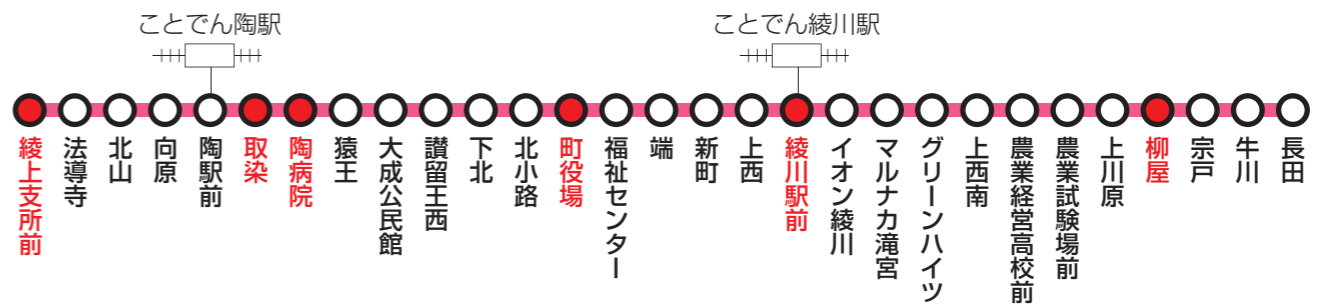 ことでん陶駅
ことでん綾川駅
綾上支所前
法導寺
北山
向原
陶駅前
取染
陶病院
猿王
大成公民館
讃留王西
下北
北小路
町役場
福祉センター
端
新町
上西
綾川駅前
イオン綾川
マルナカ滝宮
グリーンハイツ
上西南
農業経営高校前
農業試験場前
上川原
柳屋
宗戸
牛川
長田